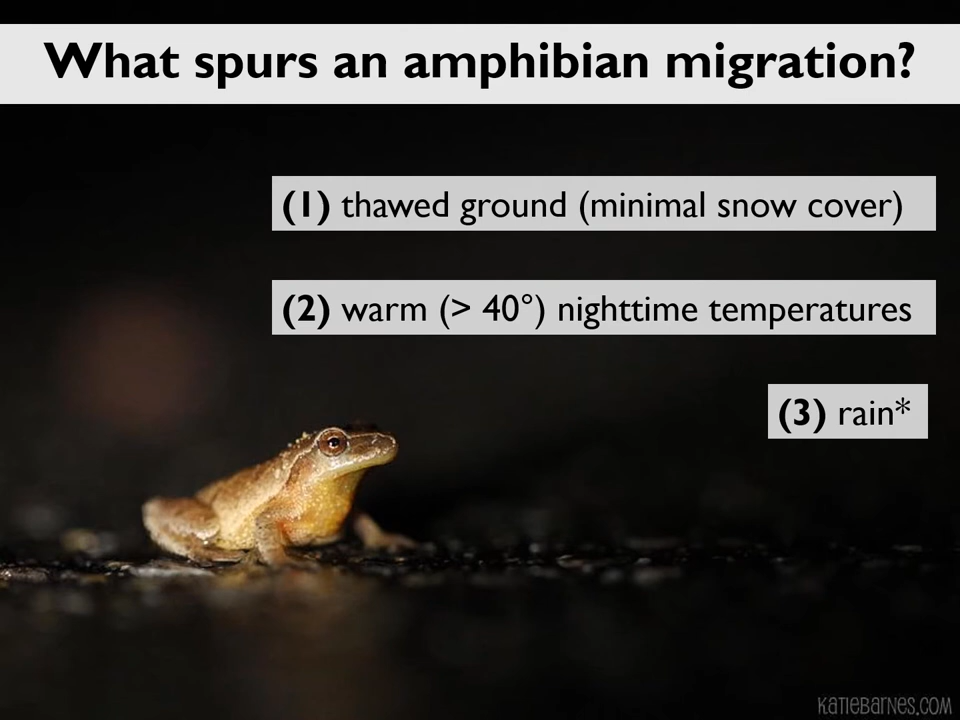 What spurs an amphibian migration?
(1) thawed ground (minimal snow cover)
(2) warm (> 40°) nighttime temperatures
(3) rain*
KATIEBARNES.COM